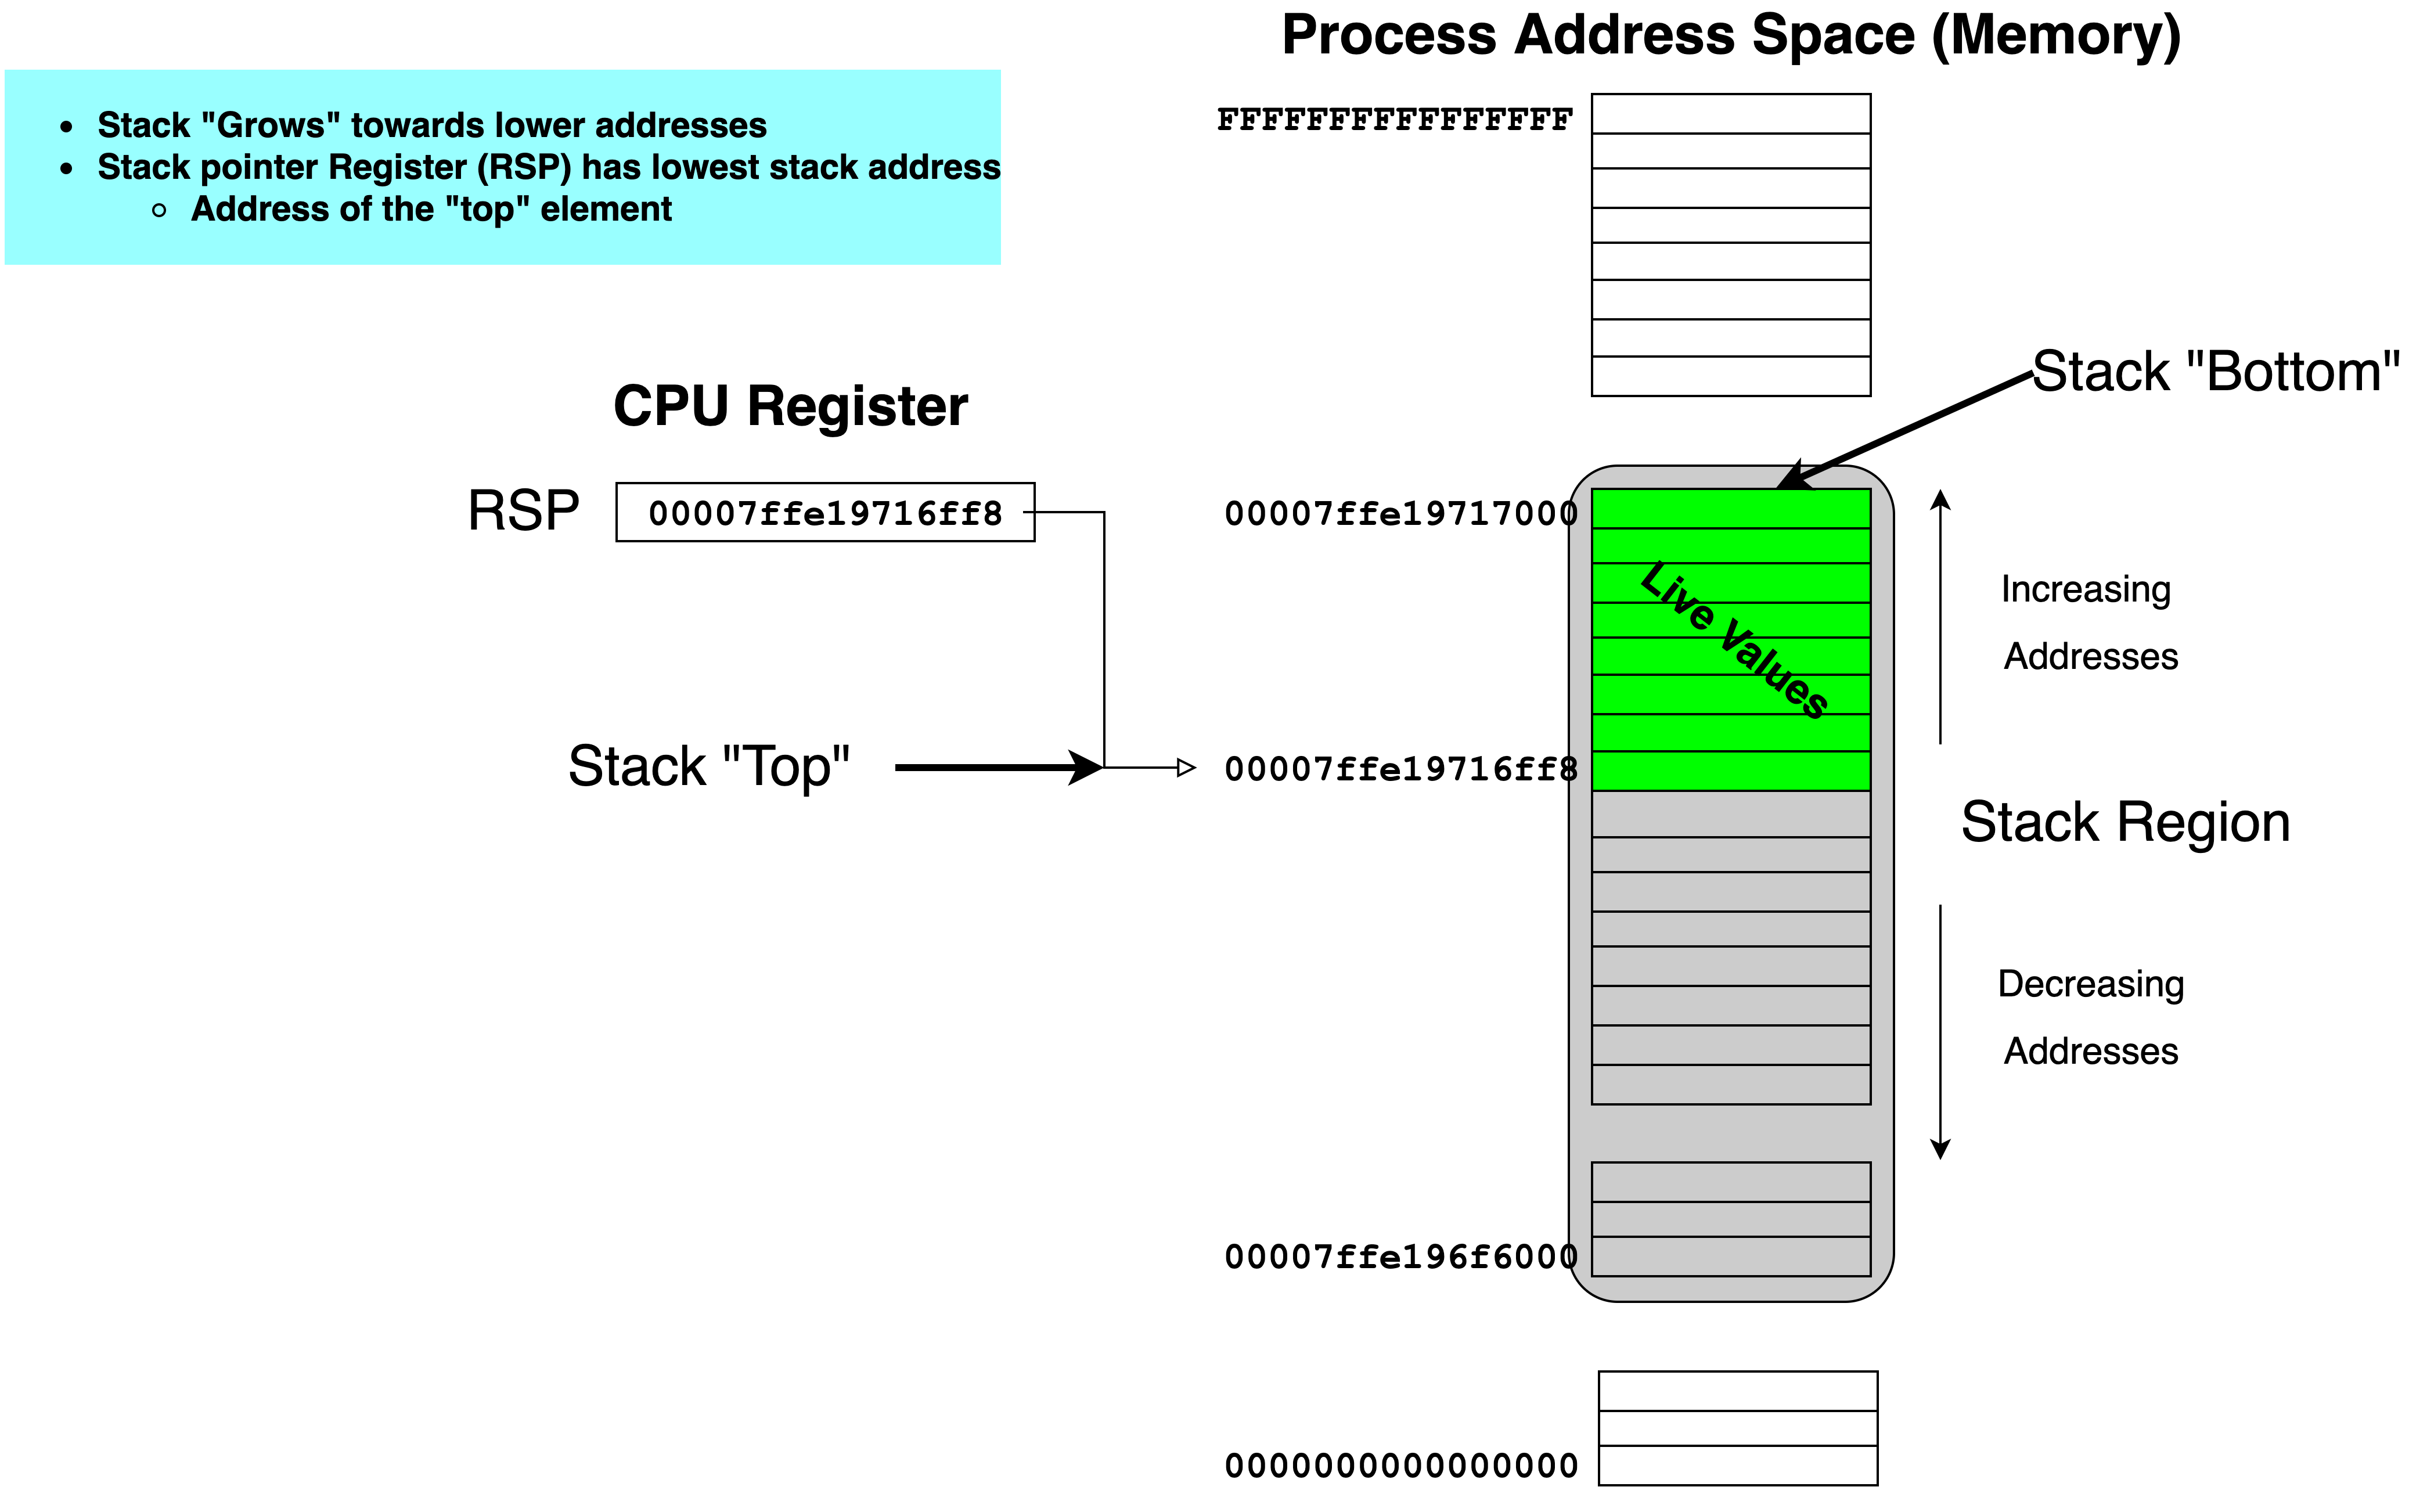 Process Address Space (Memory)
FFFFFFFFFFFFFFFF
• Stack "Grows" towards lower addresses
• Stack pointer Register (RSP) has lowest stack address
○ Address of the "top" element
Stack "Bottom"
CPU Register
RSP 00007ffe19716ff8
00007ffe19717000
Live Values
Increasing
Addresses
Stack "Top"
00007ffe19716ff8
Stack Region
Decreasing
Addresses
00007ffe196f6000
0000000000000000